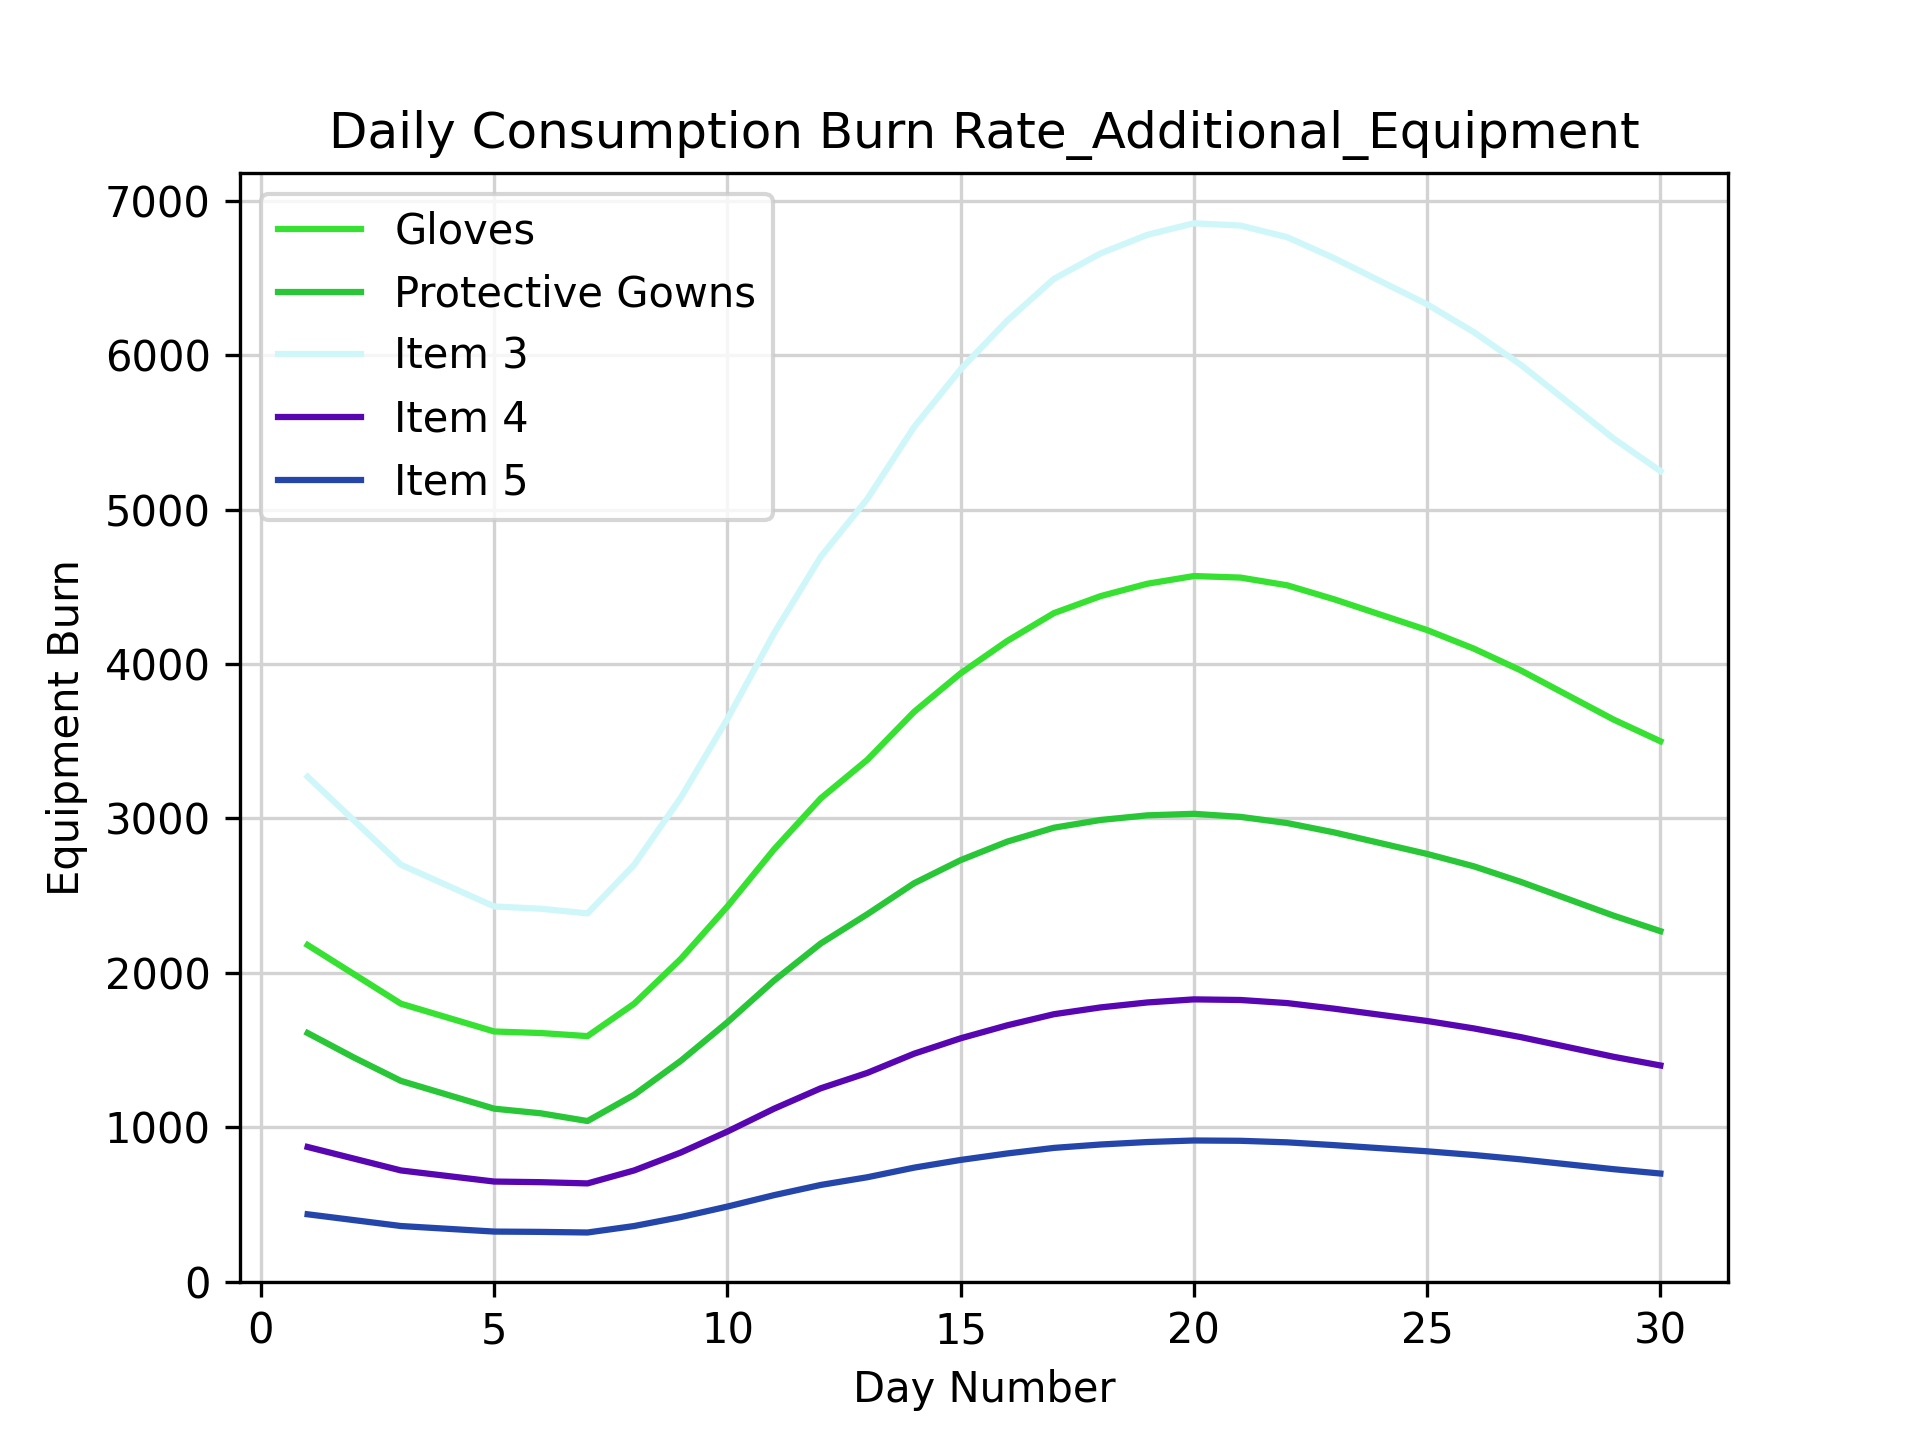 Daily Consumption Burn Rate_Additional_Equipment
7000
6000
5000
4000
3000
2000
1000
0
Equipment Burn
Gloves
Protective Gowns
Item 3
Item 4
Item 5
0 5 10 15 20 25 30
Day Number